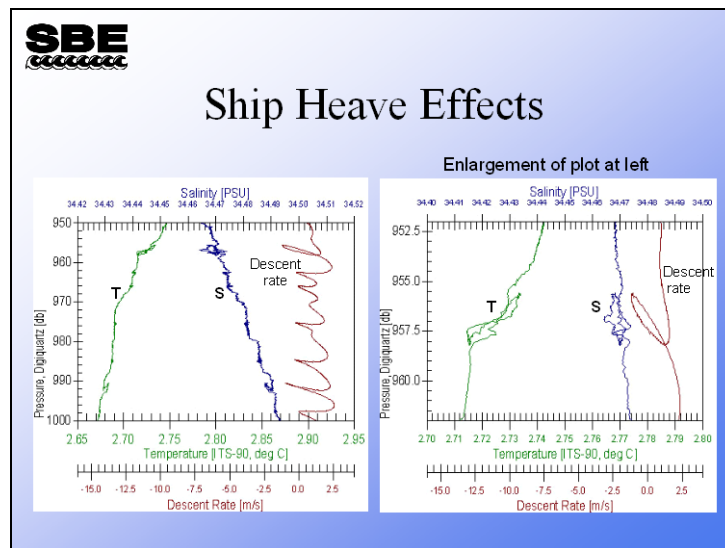 SBE
Ship Heave Effects
Salinity [PSU]
34.42 34.43 34.44 34.45 34.46 34.47 34.48 34.49 34.50 34.51 34.52
950
960
970
980
990
1000
Pressure, Digiquartz [db]
T
S
Descent
rate
2.65 2.70 2.75 2.80 2.85 2.90 2.95
Temperature [ITS-90, deg C]
-15.0 -12.5 -10.0 -7.5 -5.0 -2.5 0.0 2.5
Descent Rate [m/s]
Enlargement of plot at left
Salinity [PSU]
34.40 34.41 34.42 34.43 34.44 34.45 34.46 34.47 34.48 34.49 34.50
952.5
955.0
957.5
960.0
Pressure, Digiquartz [db]
T
S
Descent
rate
2.70 2.71 2.72 2.73 2.74 2.75 2.76 2.77 2.78 2.79 2.80
Temperature [ITS-90, deg C]
-15.0 -12.5 -10.0 -7.5 -5.0 -2.5 0.0 2.5
Descent Rate [m/s]